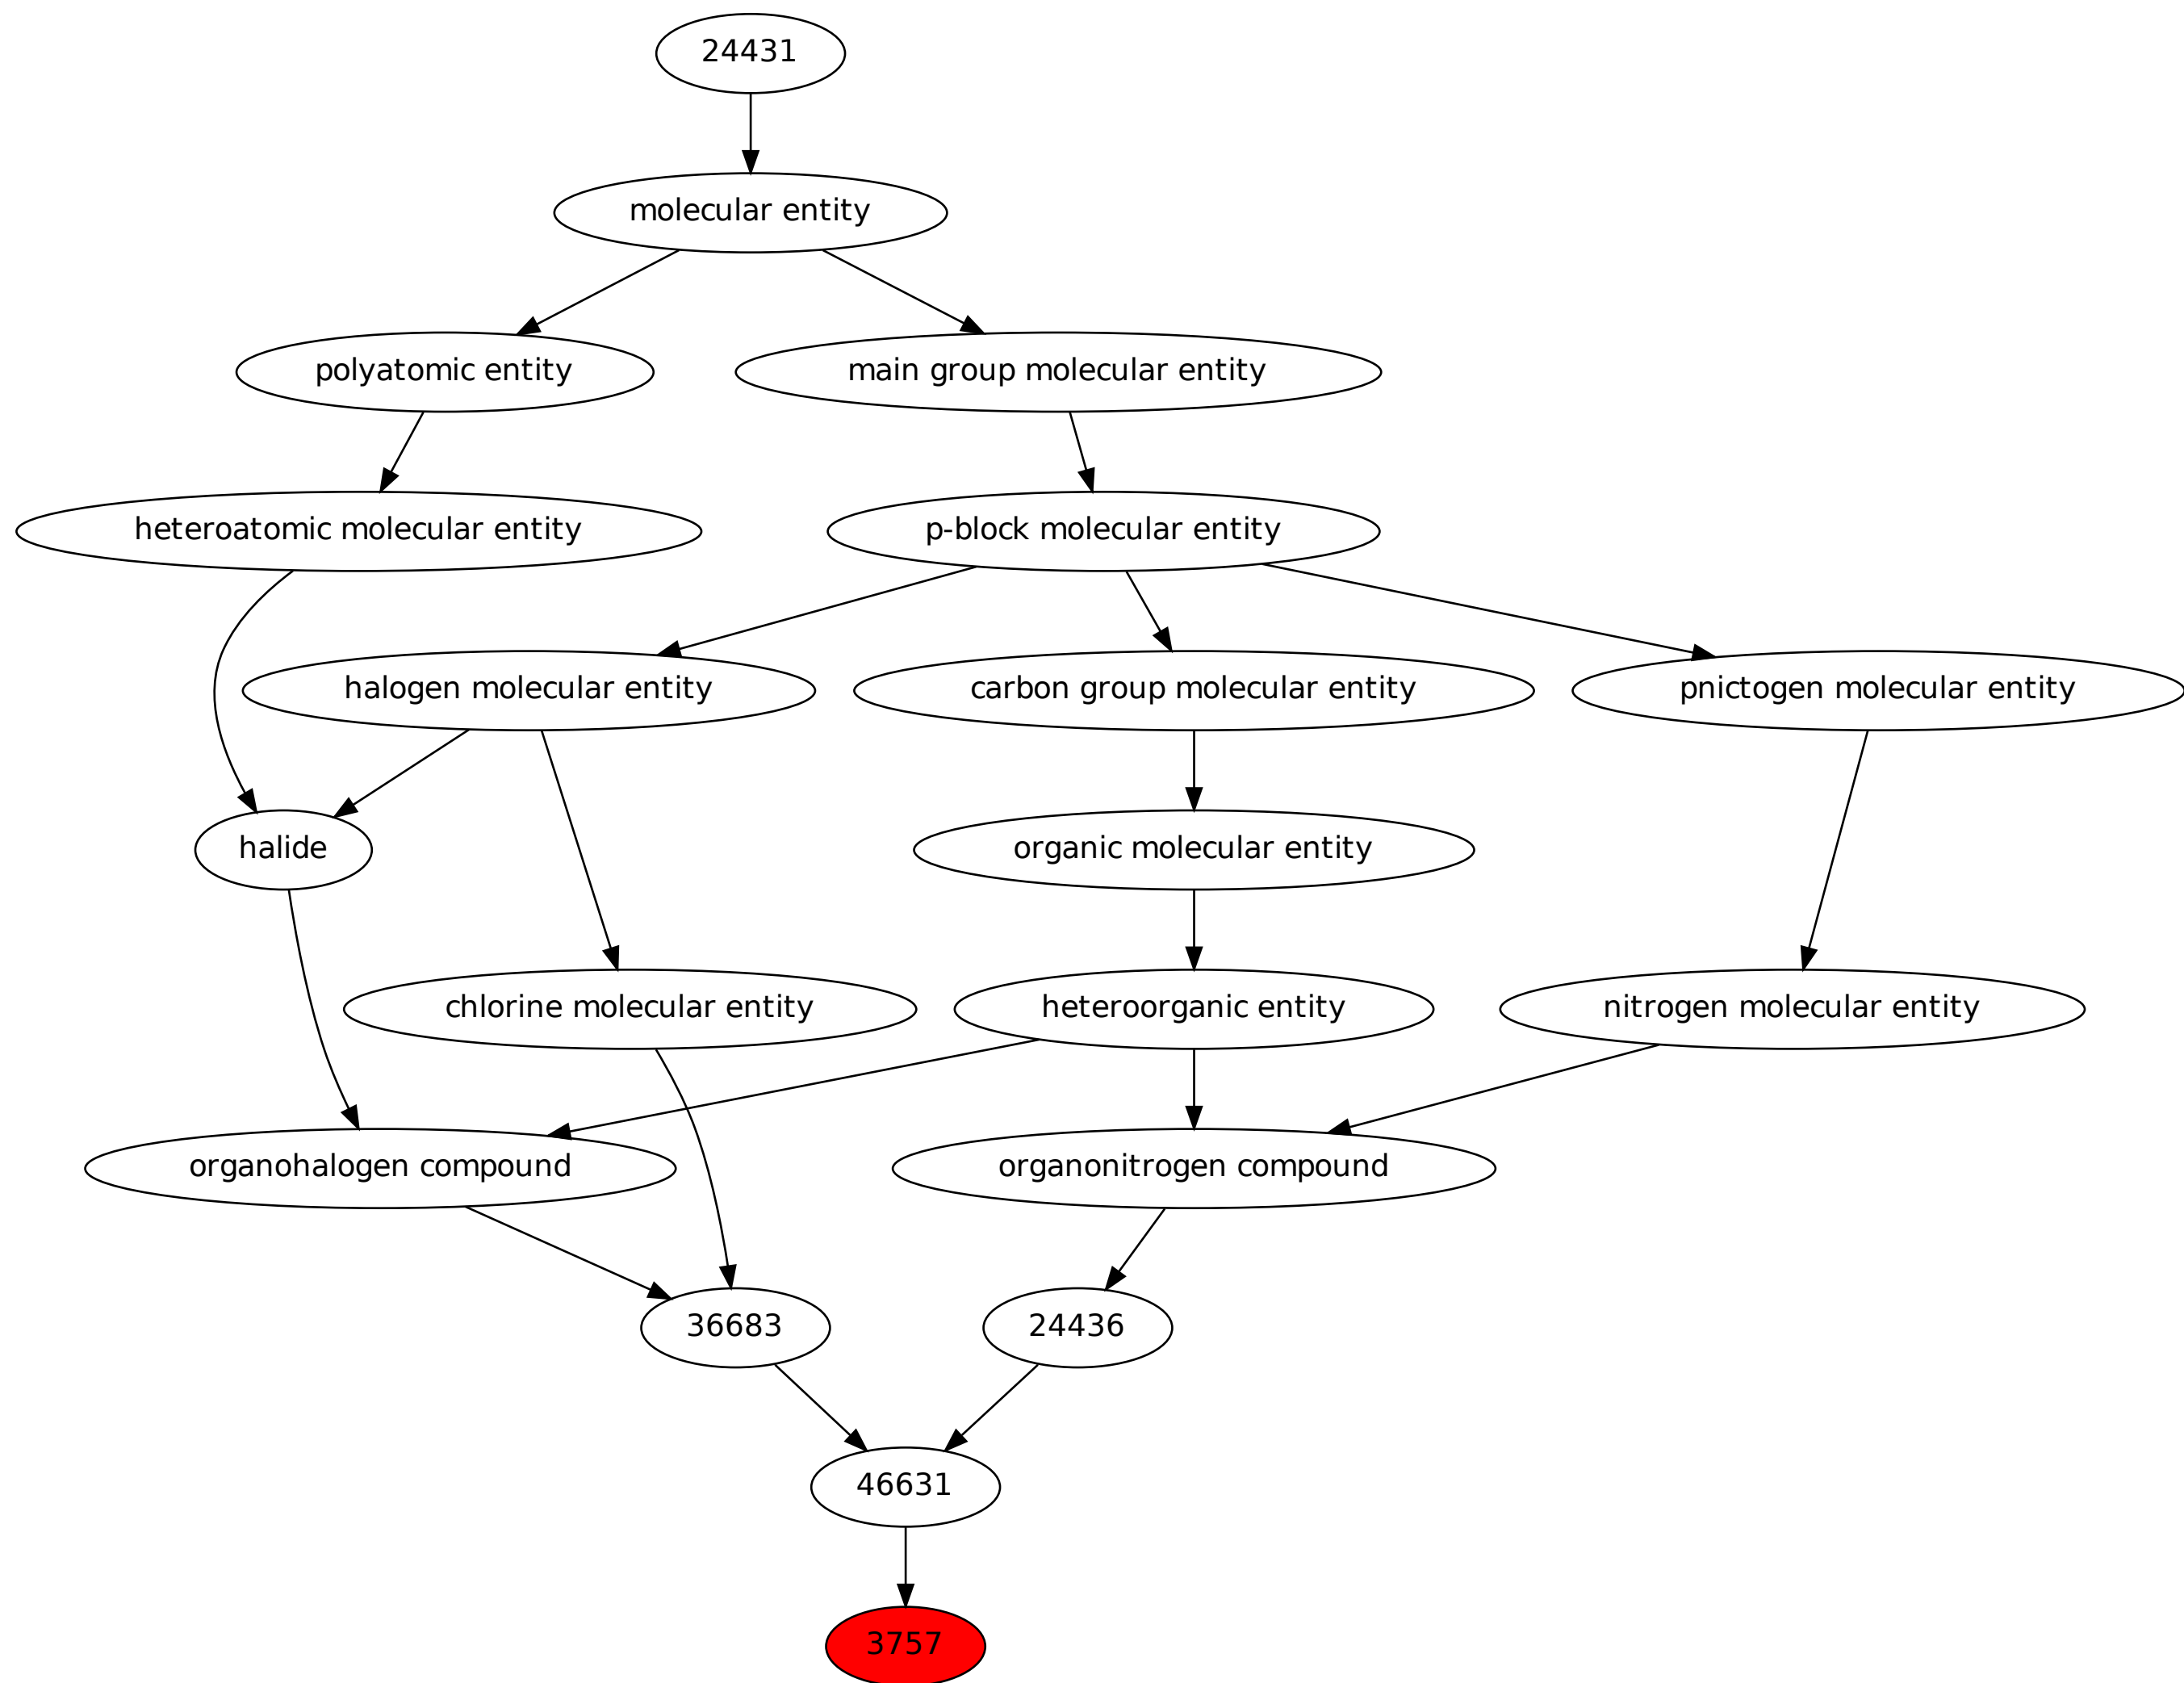 24431
molecular entity
polyatomic entity
main group molecular entity
heteroatomic molecular entity
p-block molecular entity
halogen molecular entity
carbon group molecular entity
pnictogen molecular entity
halide
organic molecular entity
chlorine molecular entity
heteroorganic entity
nitrogen molecular entity
organohalogen compound
organonitrogen compound
36683
24436
46631
3757